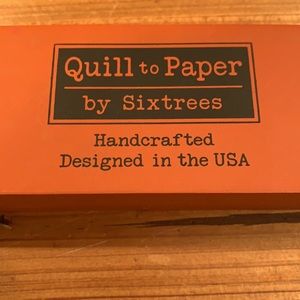 Quill to Paper
by Sixtrees
Handcrafted
Designed in the USA